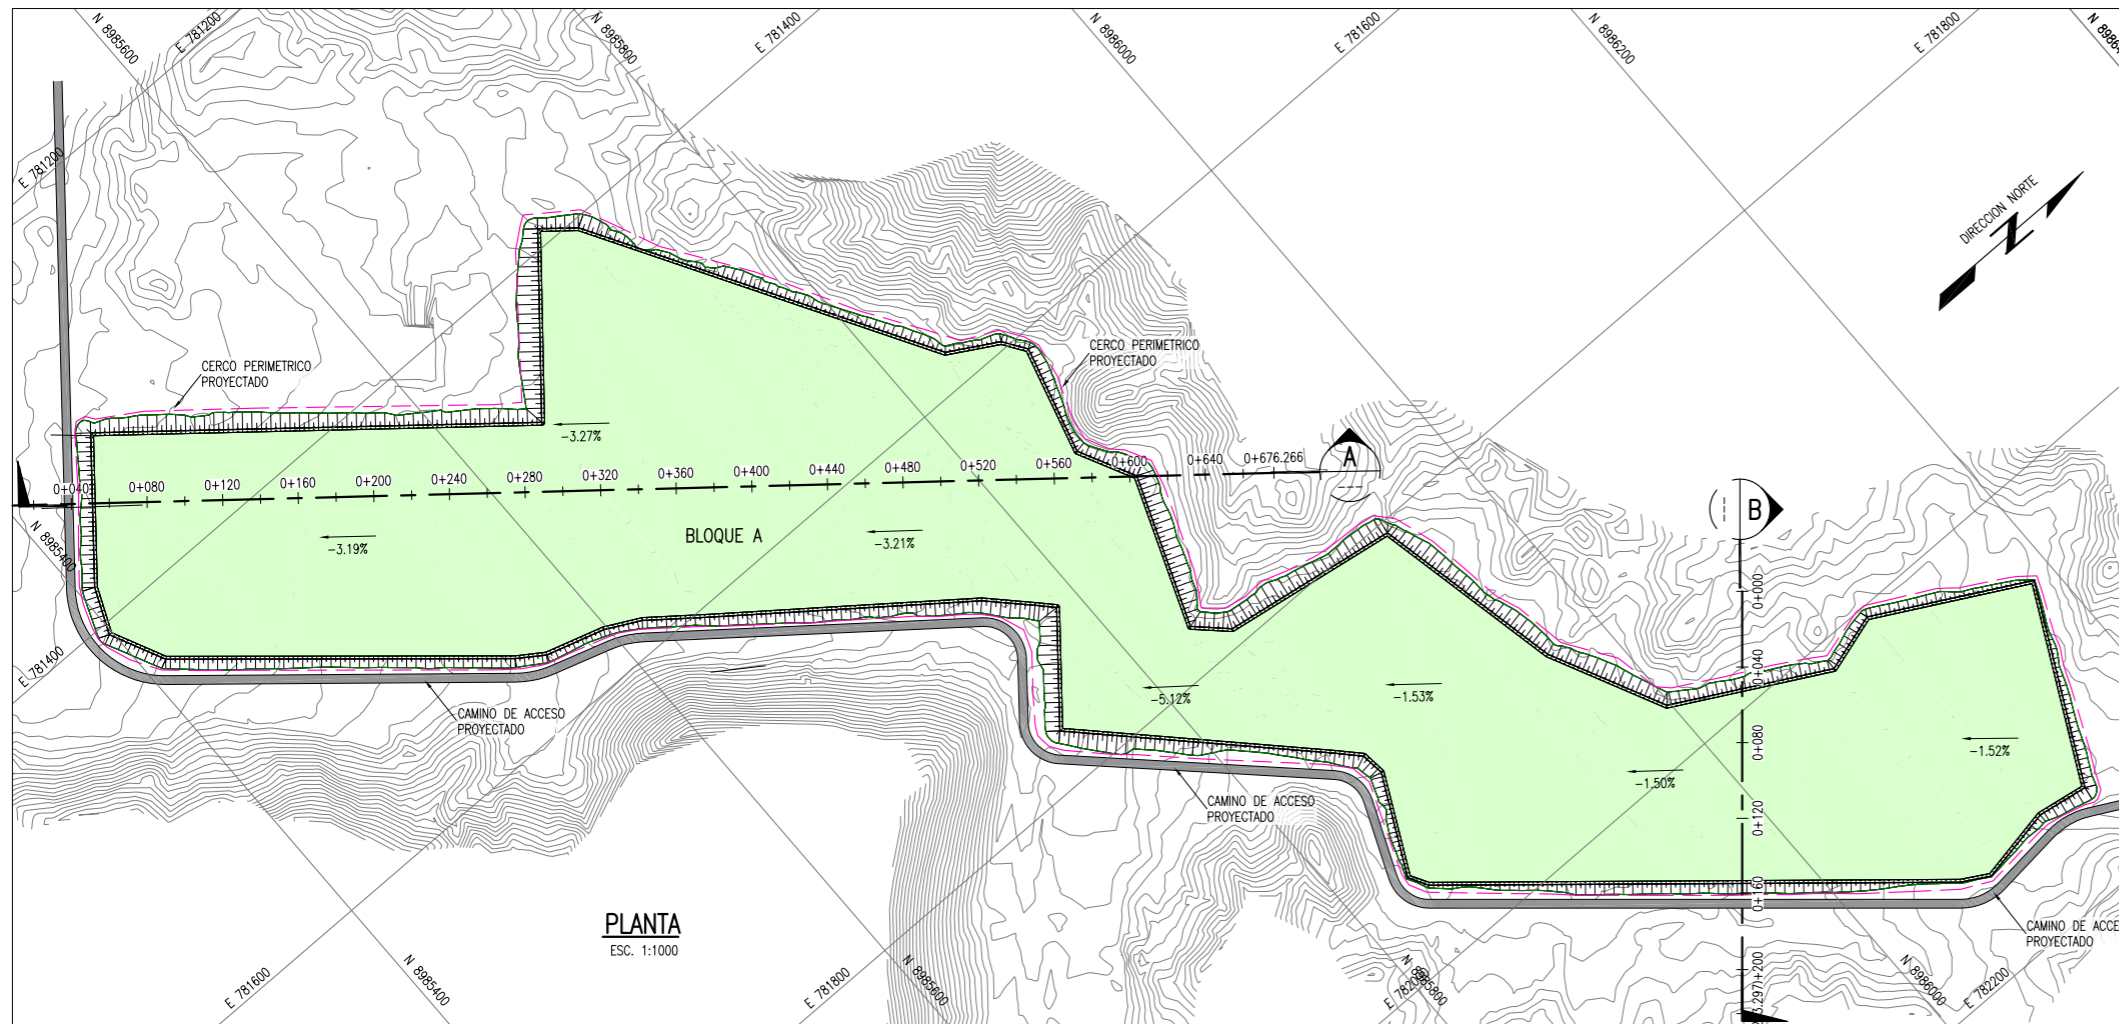 N 8985600
E 781200
N 8985800
E 781400
N 8986000
E 781600
N 8986200
E 781800
E 781200
DIRECCION NORTE
N
CERCO PERIMETRICO
PROYECTADO
CERCO PERIMETRICO
PROYECTADO
-3.27%
A
0+040
0+080
0+120
0+160
0+200
0+240
0+280
0+320
0+360
0+400
0+440
0+480
0+520
0+560
0+600
0+640
0+676.266
B
N 8985400
BLOQUE A
-3.19%
-3.21%
0+000
0+040
0+080
0+120
0+160
0+200
E 781400
-5.12%
-1.53%
-1.50%
-1.52%
CAMINO DE ACCESO
PROYECTADO
CAMINO DE ACCESO
PROYECTADO
CAMINO DE ACCE
PROYECTADO
PLANTA
ESC. 1:1000
E 781600
N 8985400
E 781800
N 8985600
N 8985800
N 8986000
E 782200